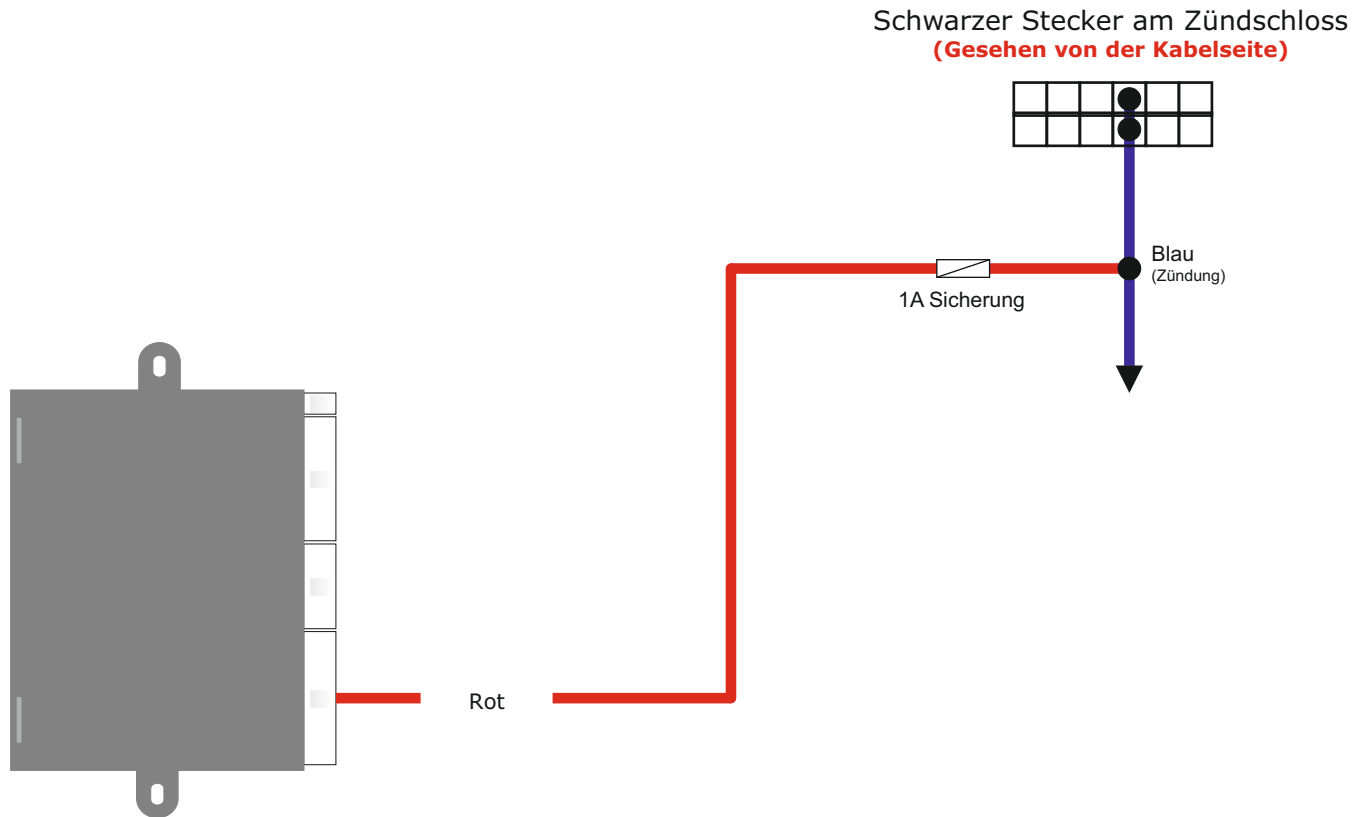 Schwarzer Stecker am Zündschloss
(Gesehen von der Kabelseite)
Blau
(Zündung)
1A Sicherung
Rot